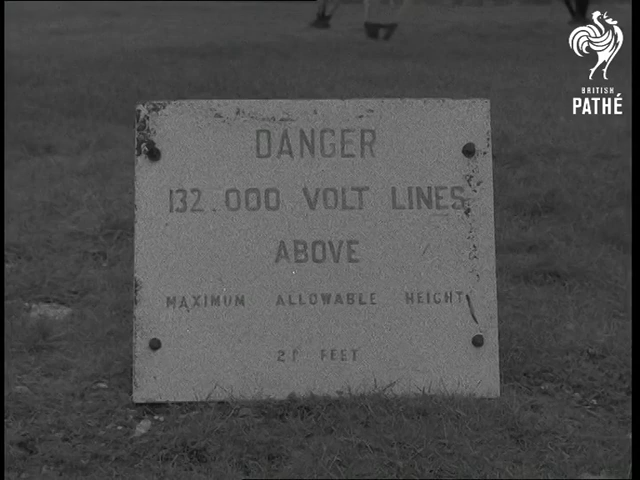 BRITISH
PATHÉ
DANGER
132.000 VOLT LINES
ABOVE
MAXIMUM ALLOWABLE HEIGHT
FEET